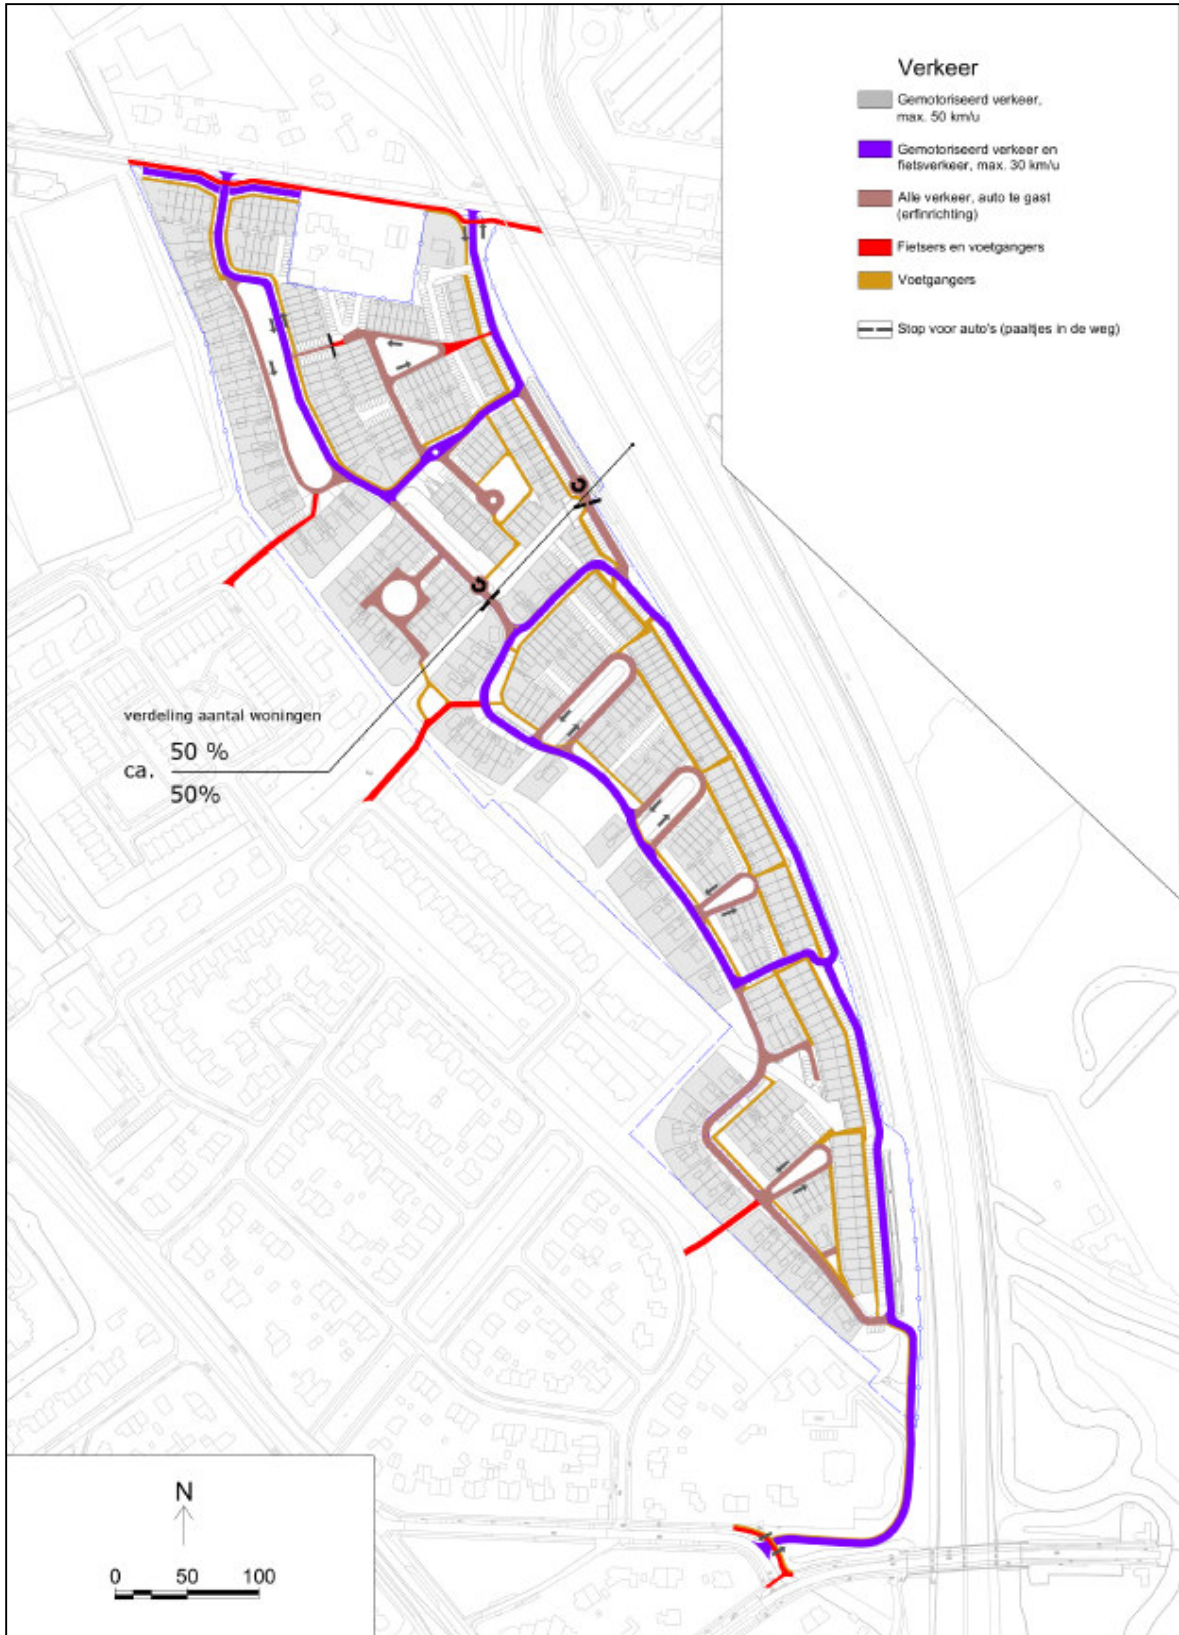 Verkeer
Gemotoriseerd verkeer,
max. 50 km/u
Gemotoriseerd verkeer en
fietsverkeer, max. 30 km/u
Alle verkeer, auto te gast
(erfinrichting)
Fietsers en voetgangers
Voetgangers
Stop voor auto's (paaltjes in de weg)
verdeling aantal woningen
50 %
ca.
50%
N
0 50 100